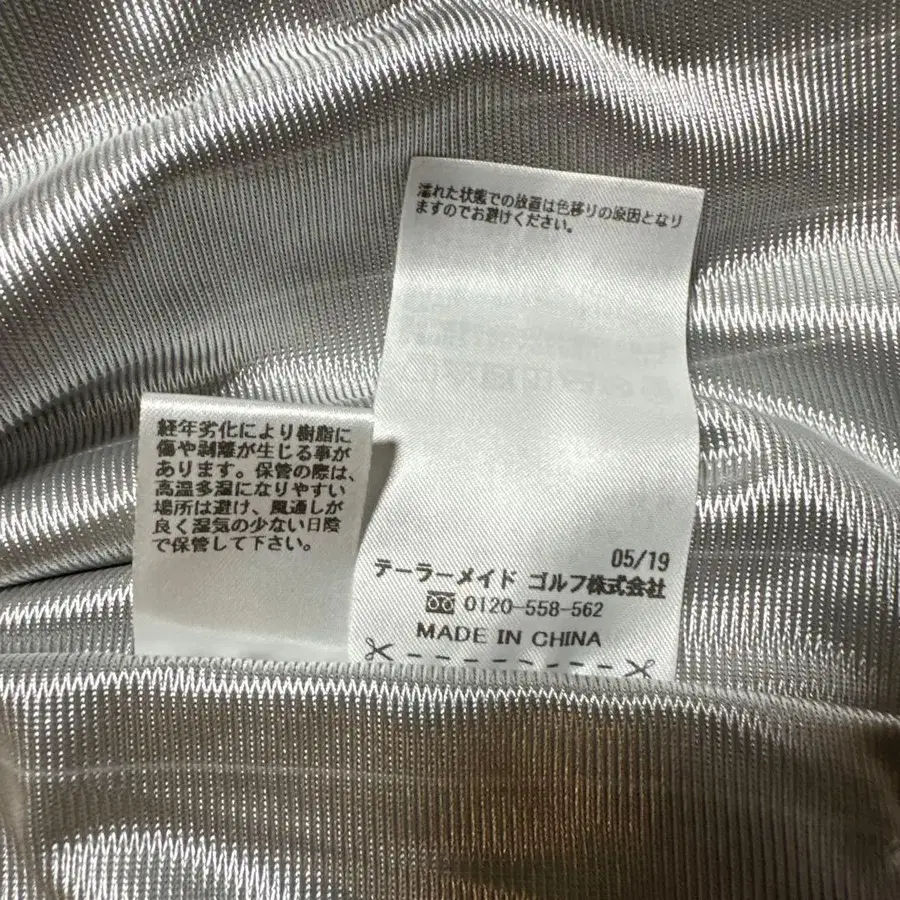 濡れた状態での放置は色移りの原因となり
ますのでお避けください。
経年劣化により樹脂に
傷や剥離が生じる事が
あります。保管の際は、
高温多湿になりやすい
場所は避け、風通しが
良く湿気の少ない日陰
で保管して下さい。
05/19
テーラーメイド ゴルフ株式会社
0120-558-562
MADE IN CHINA